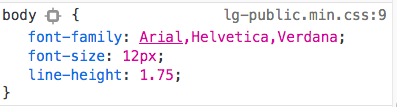 body { lg-public.min.css:9
font-family: Arial,Helvetica,Verdana;
font-size: 12px;
line-height: 1.75;
}